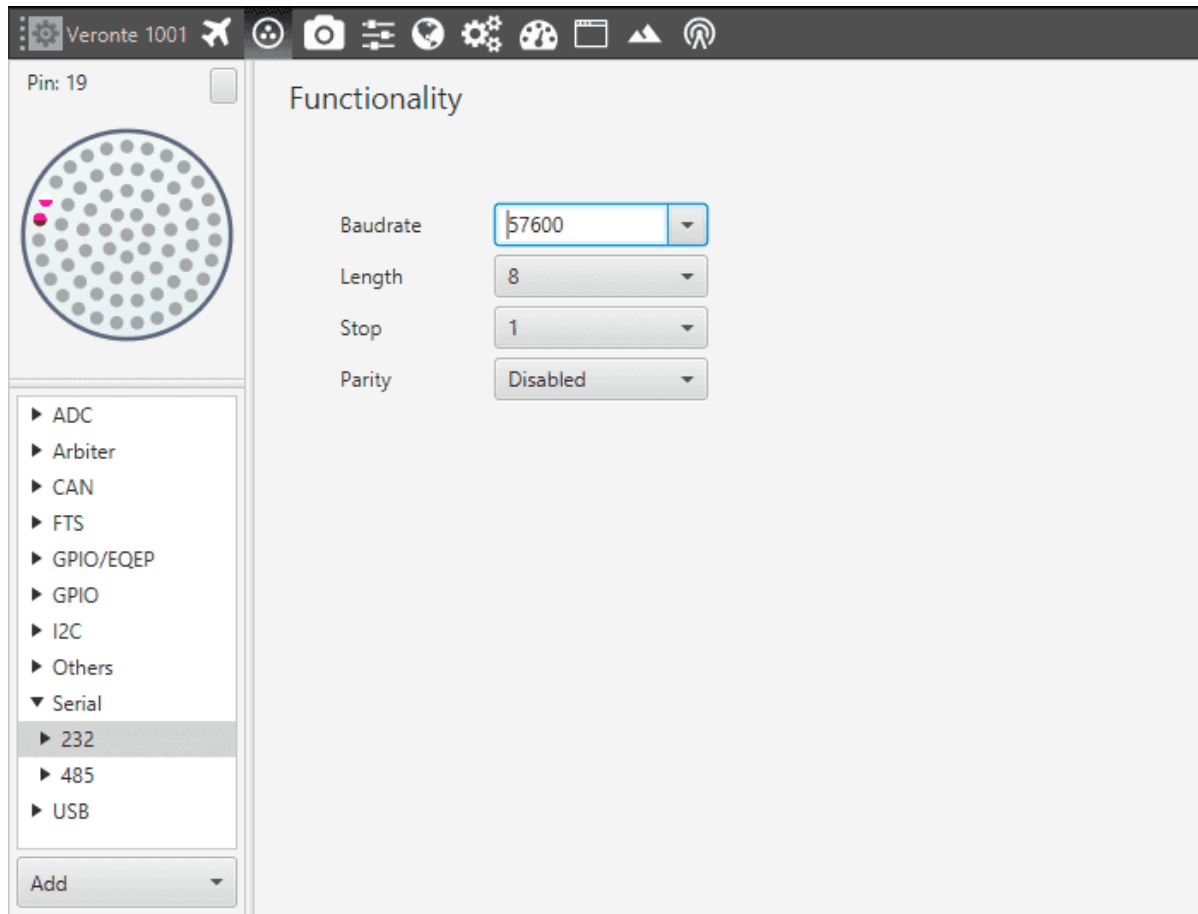 Veronte 1001
Pin: 19
Functionality
Baudrate 57600
Length 8
Stop 1
Parity Disabled
ADC
Arbiter
CAN
FTS
GPIO/EQEP
GPIO
I2C
Others
Serial
232
485
USB
Add